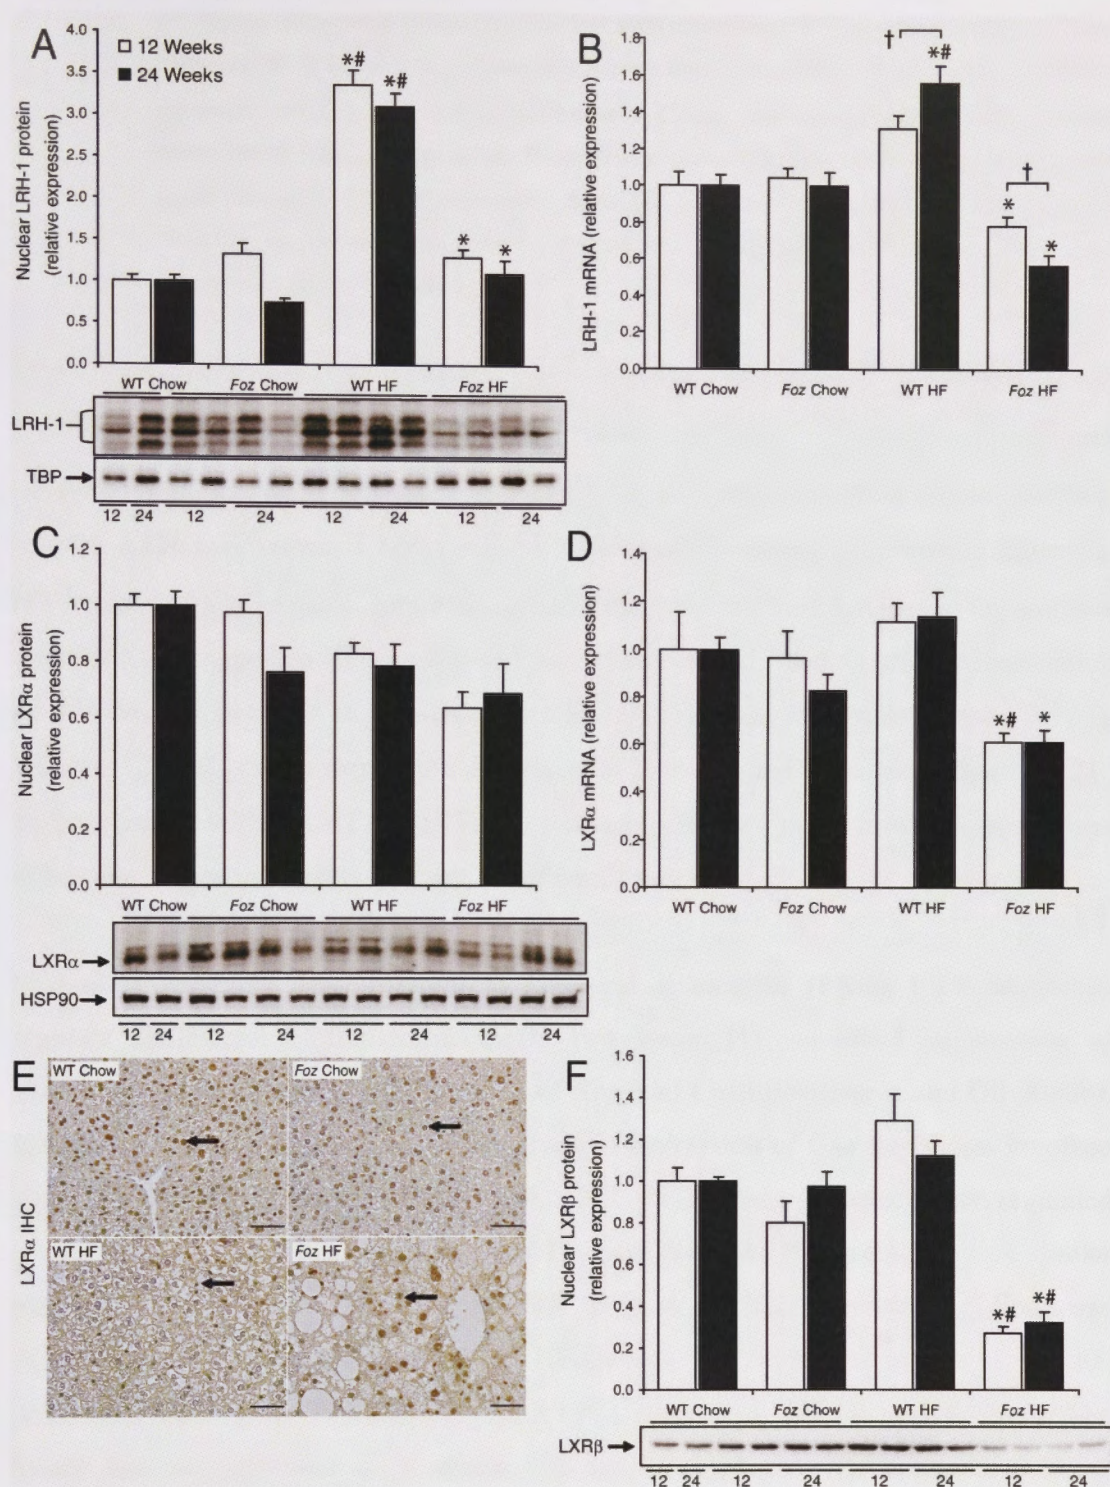 A
12 Weeks
24 Weeks
Nuclear LRH-1 protein
(relative expression)
4.0
3.5
3.0
2.5
2.0
1.5
1.0
0.5
0.0
*#
*#
*
*
WT Chow
Foz Chow
WT HF
Foz HF
LRH-1
TBP
12 24 12 24 12 24 12 24
B
LRH-1 mRNA (relative expression)
1.8
1.6
1.4
1.2
1.0
0.8
0.6
0.4
0.2
0.0
†
*#
†
*
*
WT Chow
Foz Chow
WT HF
Foz HF
C
Nuclear LXRα protein
(relative expression)
1.2
1.0
0.8
0.6
0.4
0.2
0.0
WT Chow
Foz Chow
WT HF
Foz HF
LXRα
HSP90
12 24 12 24 12 24 12 24
D
LXRα mRNA (relative expression)
1.4
1.2
1.0
0.8
0.6
0.4
0.2
0.0
*#
*
WT Chow
Foz Chow
WT HF
Foz HF
E
LXRα IHC
WT Chow
Foz Chow
WT HF
Foz HF
F
Nuclear LXRβ protein
(relative expression)
1.6
1.4
1.2
1.0
0.8
0.6
0.4
0.2
0.0
*#
*#
WT Chow
Foz Chow
WT HF
Foz HF
LXRβ
12 24 12 24 12 24 12 24